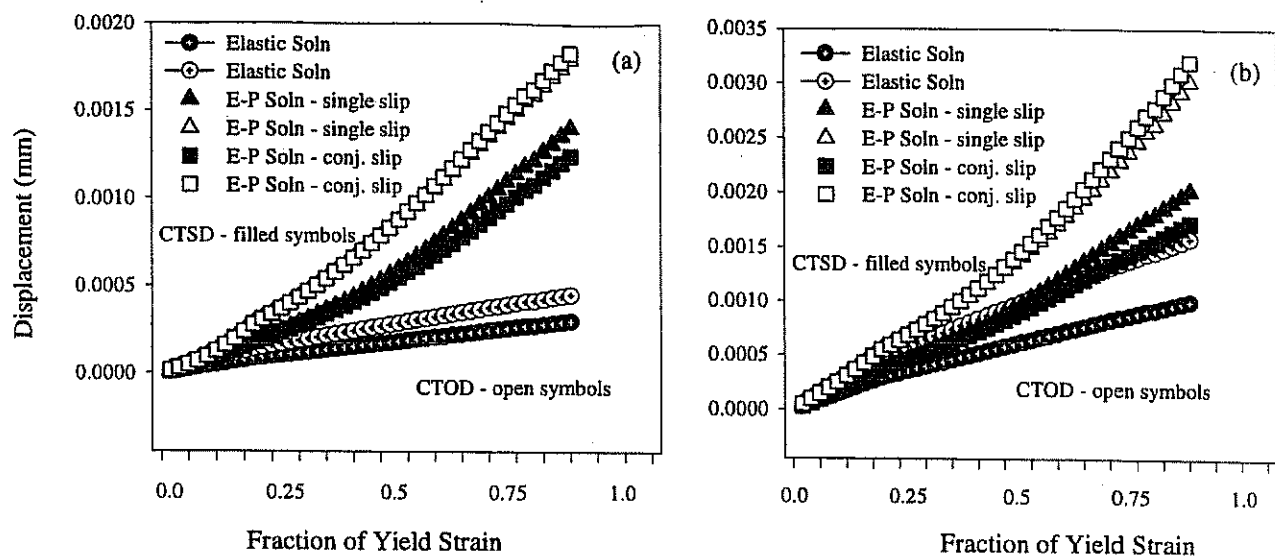 0.0020
0.0015
0.0010
0.0005
0.0000
Displacement (mm)
Elastic Soln
Elastic Soln
E-P Soln - single slip
E-P Soln - single slip
E-P Soln - conj. slip
E-P Soln - conj. slip
(a)
CTSD - filled symbols
CTOD - open symbols
0.0 0.25 0.50 0.75 1.0
Fraction of Yield Strain
0.0035
0.0030
0.0025
0.0020
0.0015
0.0010
0.0005
0.0000
Elastic Soln
Elastic Soln
E-P Soln - single slip
E-P Soln - single slip
E-P Soln - conj. slip
E-P Soln - conj. slip
(b)
CTSD - filled symbols
CTOD - open symbols
0.0 0.25 0.50 0.75 1.0
Fraction of Yield Strain